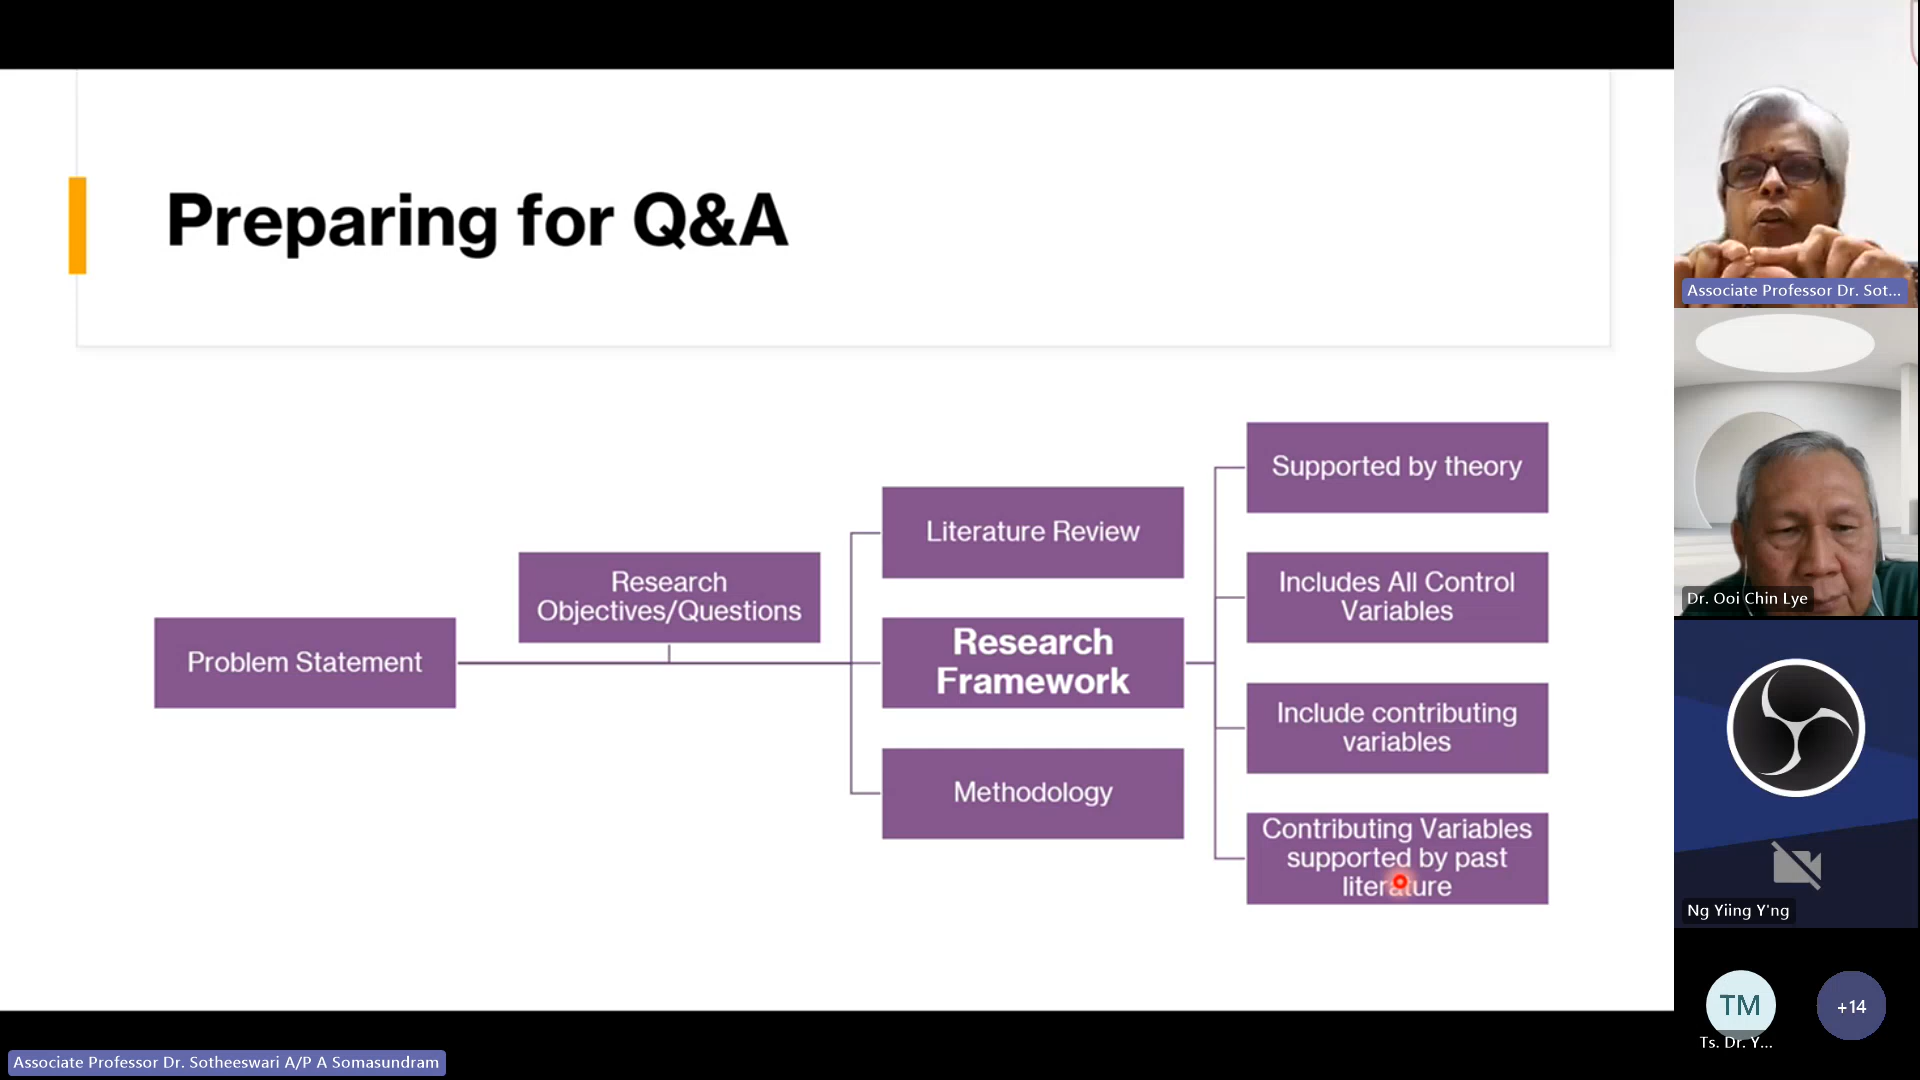 Preparing for Q&A
Problem Statement
Research
Objectives/Questions
Literature Review
Research
Framework
Methodology
Supported by theory
Includes All Control
Variables
Include contributing
variables
Contributing Variables
supported by past
literature
Associate Professor Dr. Sot...
Dr. Ooi Chin Lye
Ng Yiing Y'ng
TM
+14
Ts. Dr. Y...
Associate Professor Dr. Sotheeswari A/P A Somasundram